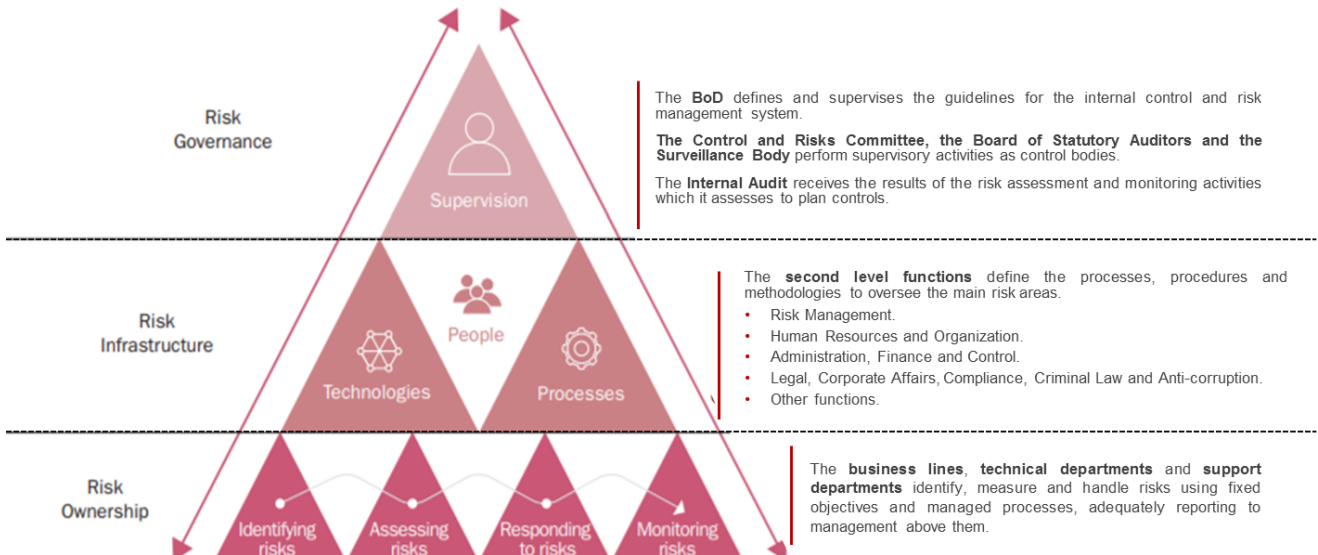 Risk
Governance
Supervision
The BoD defines and supervises the guidelines for the internal control and risk
management system.
The Control and Risks Committee, the Board of Statutory Auditors and the
Surveillance Body perform supervisory activities as control bodies.
The Internal Audit receives the results of the risk assessment and monitoring activities
which it assesses to plan controls.
Risk
Infrastructure
People
Technologies
Processes
The second level functions define the processes, procedures and
methodologies to oversee the main risk areas.
• Risk Management.
• Human Resources and Organization.
• Administration, Finance and Control.
• Legal, Corporate Affairs, Compliance, Criminal Law and Anti-corruption.
• Other functions.
Risk
Ownership
Identifying
risks
Assessing
risks
Responding
to risks
Monitoring
risks
The business lines, technical departments and support
departments identify, measure and handle risks using fixed
objectives and managed processes, adequately reporting to
management above them.